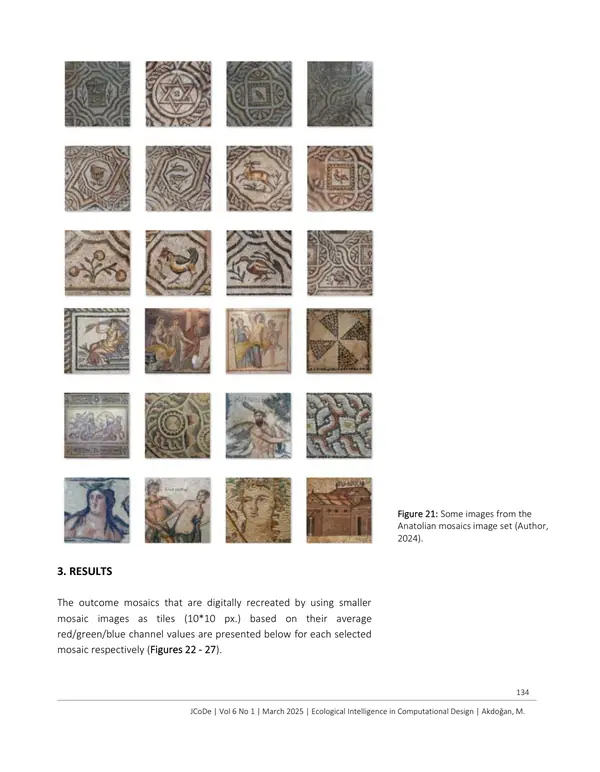 Figure 21: Some images from the
Anatolian mosaics image set (Author,
2024).
3. RESULTS
The outcome mosaics that are digitally recreated by using smaller
mosaic images as tiles (10*10 px.) based on their average
red/green/blue channel values are presented below for each selected
mosaic respectively (Figures 22 - 27).
134
JCoDe | Vol 6 No 1 | March 2025 | Ecological Intelligence in Computational Design | Akdoğan, M.